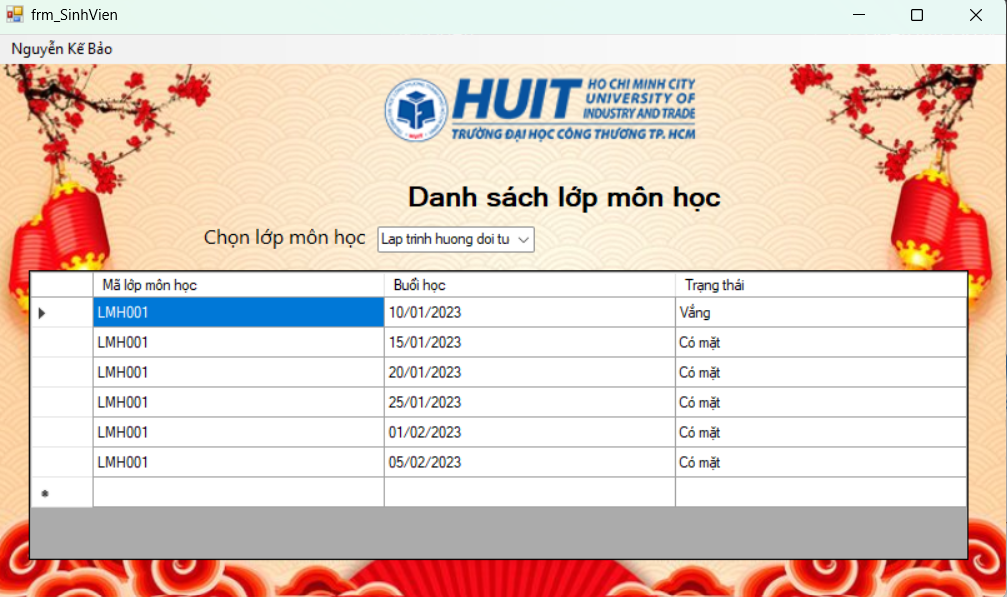 frm_SinhVien
Nguyễn Kế Bảo
HUIT
HO CHI MINH CITY
UNIVERSITY OF
INDUSTRY AND TRADE
TRƯỜNG ĐẠI HỌC CÔNG THƯƠNG TP. HCM
HUIT
Danh sách lớp môn học
Chọn lớp môn học Lap trinh huong doi tu
Mã lớp môn học Buổi học Trạng thái
LMH001 10/01/2023 Vắng
LMH001 15/01/2023 Có mặt
LMH001 20/01/2023 Có mặt
LMH001 25/01/2023 Có mặt
LMH001 01/02/2023 Có mặt
LMH001 05/02/2023 Có mặt